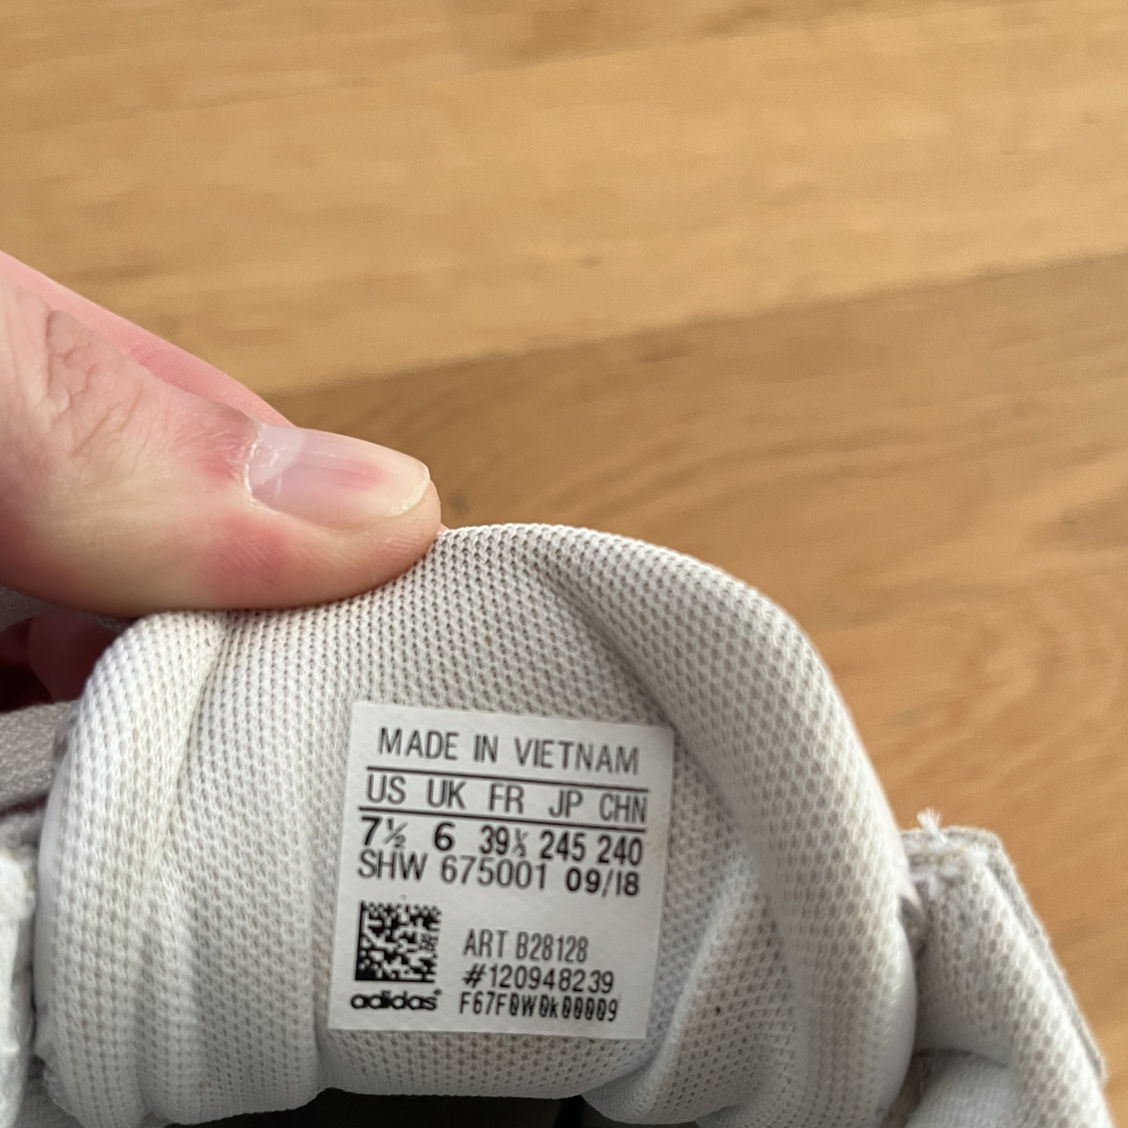 MADE IN VIETNAM
US UK FR JP CHN
7½ 6 39⅓ 245 240
SHW 675001 09/18
ART B28128
#120948239
adidas® F67F0W0k00009